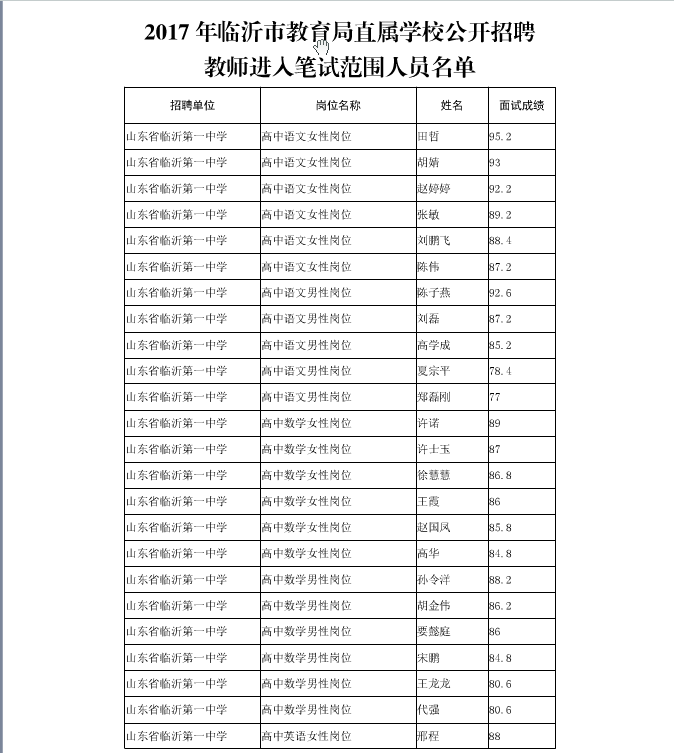 2017 年临沂市教育局直属学校公开招聘
教师进入笔试范围人员名单
招聘单位 岗位名称 姓名 面试成绩
山东省临沂第一中学 高中语文女性岗位 田哲 95.2
山东省临沂第一中学 高中语文女性岗位 胡婧 93
山东省临沂第一中学 高中语文女性岗位 赵婷婷 92.2
山东省临沂第一中学 高中语文女性岗位 张敏 89.2
山东省临沂第一中学 高中语文女性岗位 刘鹏飞 88.4
山东省临沂第一中学 高中语文女性岗位 陈伟 87.2
山东省临沂第一中学 高中语文男性岗位 陈子燕 92.6
山东省临沂第一中学 高中语文男性岗位 刘磊 87.2
山东省临沂第一中学 高中语文男性岗位 高学成 85.2
山东省临沂第一中学 高中语文男性岗位 夏宗平 78.4
山东省临沂第一中学 高中语文男性岗位 郑磊刚 77
山东省临沂第一中学 高中数学女性岗位 许诺 89
山东省临沂第一中学 高中数学女性岗位 许士玉 87
山东省临沂第一中学 高中数学女性岗位 徐慧慧 86.8
山东省临沂第一中学 高中数学女性岗位 王霞 86
山东省临沂第一中学 高中数学女性岗位 赵国凤 85.8
山东省临沂第一中学 高中数学女性岗位 高华 84.8
山东省临沂第一中学 高中数学男性岗位 孙令洋 88.2
山东省临沂第一中学 高中数学男性岗位 胡金伟 86.2
山东省临沂第一中学 高中数学男性岗位 要懿庭 86
山东省临沂第一中学 高中数学男性岗位 宋鹏 84.8
山东省临沂第一中学 高中数学男性岗位 王龙龙 80.6
山东省临沂第一中学 高中数学男性岗位 代强 80.6
山东省临沂第一中学 高中英语女性岗位 邢程 88